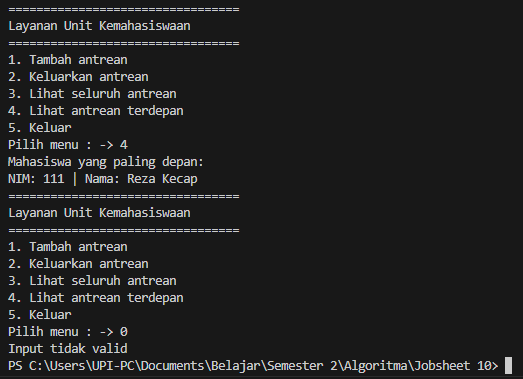 =================================
Layanan Unit Kemahasiswaan
=================================
1. Tambah antrean
2. Keluarkan antrean
3. Lihat seluruh antrean
4. Lihat antrean terdepan
5. Keluar
Pilih menu : -> 4
Mahasiswa yang paling depan:
NIM: 111 | Nama: Reza Kecap
=================================
Layanan Unit Kemahasiswaan
=================================
1. Tambah antrean
2. Keluarkan antrean
3. Lihat seluruh antrean
4. Lihat antrean terdepan
5. Keluar
Pilih menu : -> 0
Input tidak valid
PS C:\Users\UPI-PC\Documents\Belajar\Semester 2\Algoritma\Jobsheet 10>